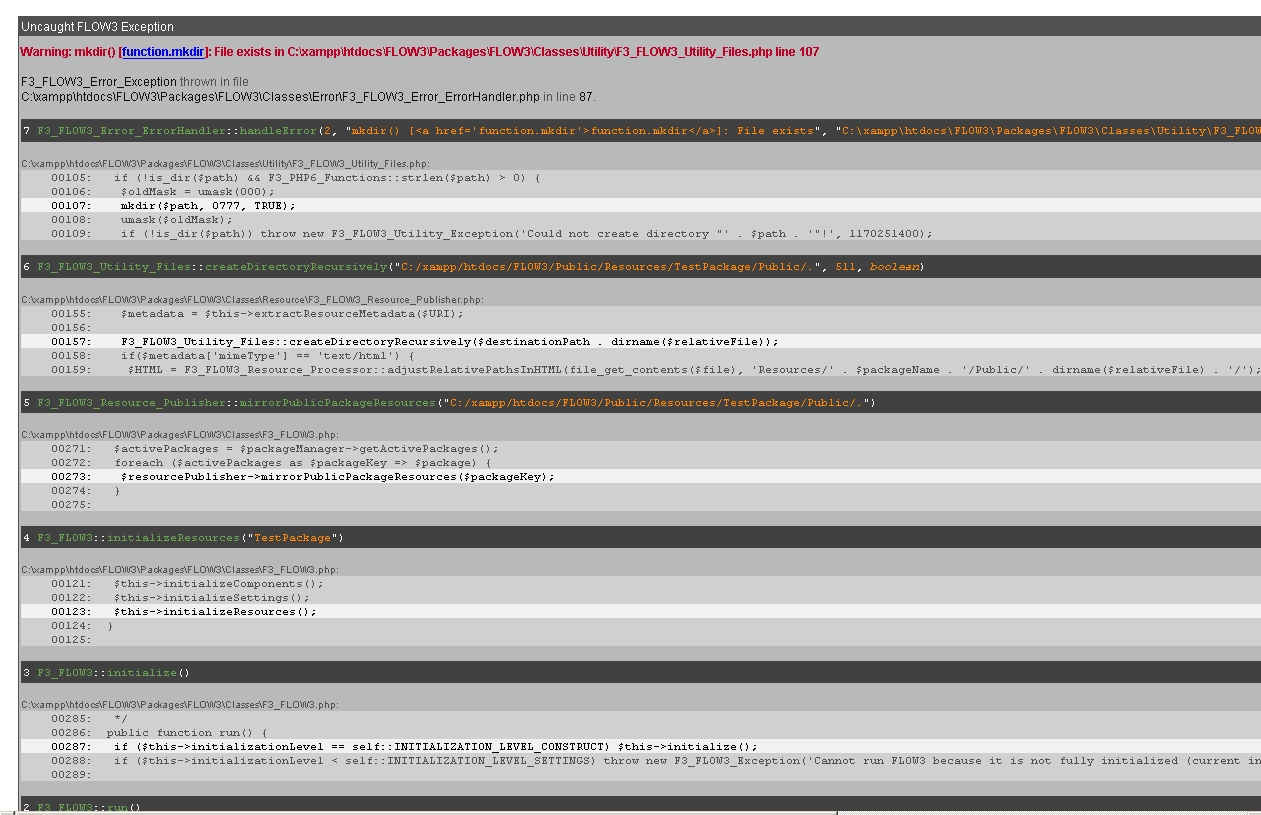 Uncaught FLOW3 Exception
Warning: mkdir() [function.mkdir]: File exists in C:\xampp\htdocs\FLOW3\Packages\FLOW3\Classes\Utility\F3_FLOW3_Utility_Files.php line 107
F3_FLOW3_Error_Exception thrown in file
C:\xampp\htdocs\FLOW3\Packages\FLOW3\Classes\Error\F3_FLOW3_Error_ErrorHandler.php in line 87.
7 F3_FLOW3_Error_ErrorHandler::handleError(2, "mkdir() [<a href='function.mkdir'>function.mkdir</a>]: File exists", "C:\xampp\htdocs\FLOW3\Packages\FLOW3\Classes\Utility\F3_FLOW
C:\xampp\htdocs\FLOW3\Packages\FLOW3\Classes\Utility\F3_FLOW3_Utility_Files.php:
00105: if (!is_dir($path) && F3_PHP6_Functions::strlen($path) > 0) {
00106: $oldMask = umask(000);
00107: mkdir($path, 0777, TRUE);
00108: umask($oldMask);
00109: if (!is_dir($path)) throw new F3_FLOW3_Utility_Exception('Could not create directory "' . $path . '"!', 1170251400);
6 F3_FLOW3_Utility_Files::createDirectoryRecursively("C:/xampp/htdocs/FLOW3/Public/Resources/TestPackage/Public/.", 511, boolean)
C:\xampp\htdocs\FLOW3\Packages\FLOW3\Classes\Resource\F3_FLOW3_Resource_Publisher.php:
00155: $metadata = $this->extractResourceMetadata($URI);
00156:
00157: F3_FLOW3_Utility_Files::createDirectoryRecursively($destinationPath . dirname($relativeFile));
00158: if($metadata['mimeType'] == 'text/html') {
00159: $HTML = F3_FLOW3_Resource_Processor::adjustRelativePathsInHTML(file_get_contents($file), 'Resources/' . $packageName . '/Public/' . dirname($relativeFile) . '/');
5 F3_FLOW3_Resource_Publisher::mirrorPublicPackageResources("C:/xampp/htdocs/FLOW3/Public/Resources/TestPackage/Public/.")
C:\xampp\htdocs\FLOW3\Packages\FLOW3\Classes\F3_FLOW3.php:
00271: $activePackages = $packageManager->getActivePackages();
00272: foreach ($activePackages as $packageKey => $package) {
00273: $resourcePublisher->mirrorPublicPackageResources($packageKey);
00274: }
00275:
4 F3_FLOW3::initializeResources("TestPackage")
C:\xampp\htdocs\FLOW3\Packages\FLOW3\Classes\F3_FLOW3.php:
00121: $this->initializeComponents();
00122: $this->initializeSettings();
00123: $this->initializeResources();
00124: }
00125:
3 F3_FLOW3::initialize()
C:\xampp\htdocs\FLOW3\Packages\FLOW3\Classes\F3_FLOW3.php:
00285: */
00286: public function run() {
00287: if ($this->initializationLevel == self::INITIALIZATION_LEVEL_CONSTRUCT) $this->initialize();
00288: if ($this->initializationLevel < self::INITIALIZATION_LEVEL_SETTINGS) throw new F3_FLOW3_Exception('Cannot run FLOW3 because it is not fully initialized (current in
00289:
2 F3_FLOW3::run()